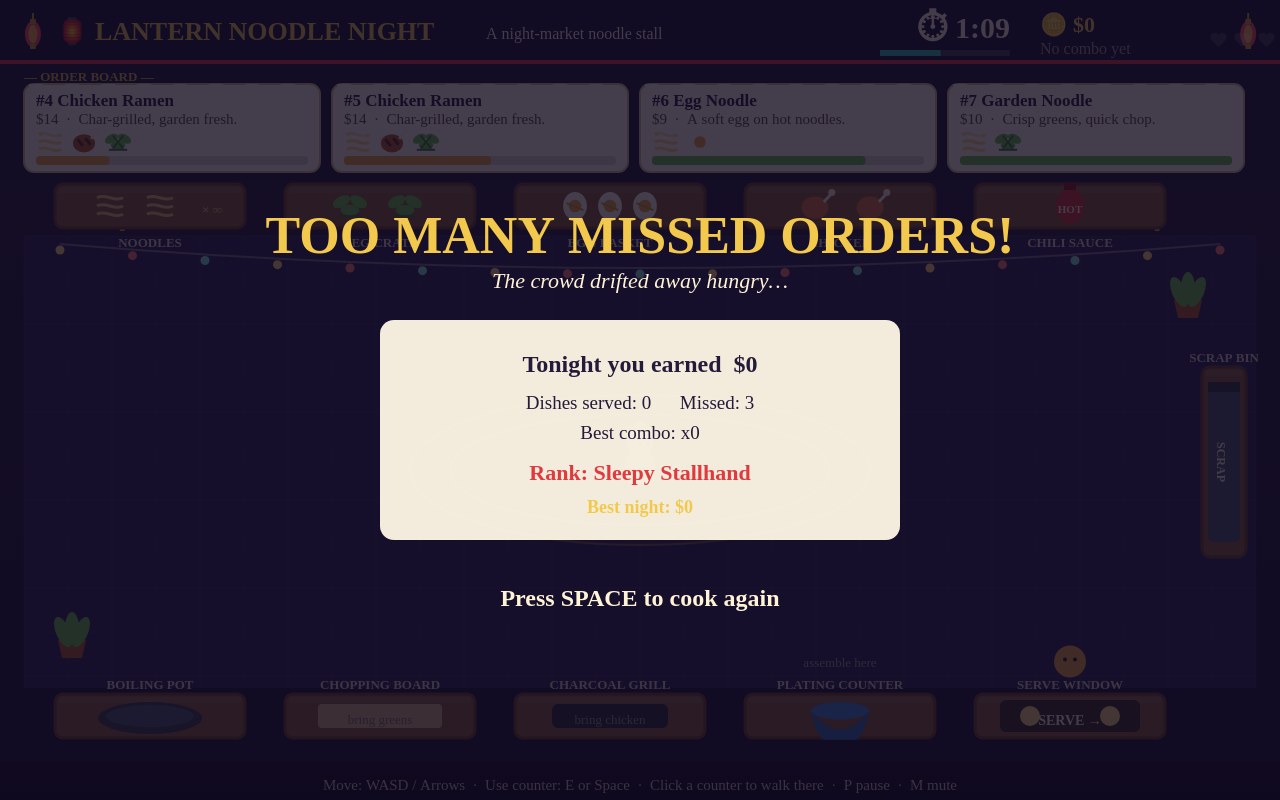 LANTERN NOODLE NIGHT
A night-market noodle stall
1:09
$0
No combo yet
— ORDER BOARD —
#4 Chicken Ramen
$14 · Char-grilled, garden fresh.
#5 Chicken Ramen
$14 · Char-grilled, garden fresh.
#6 Egg Noodle
$9 · A soft egg on hot noodles.
#7 Garden Noodle
$10 · Crisp greens, quick chop.
× ∞
HOT
NOODLES
CHILI SAUCE
TOO MANY MISSED ORDERS!
The crowd drifted away hungry…
Tonight you earned $0
Dishes served: 0 Missed: 3
Best combo: x0
Rank: Sleepy Stallhand
Best night: $0
Press SPACE to cook again
SCRAP BIN
SCRAP
assemble here
BOILING POT
CHOPPING BOARD
CHARCOAL GRILL
PLATING COUNTER
SERVE WINDOW
bring greens
bring chicken
SERVE →
Move: WASD / Arrows · Use counter: E or Space · Click a counter to walk there · P pause · M mute